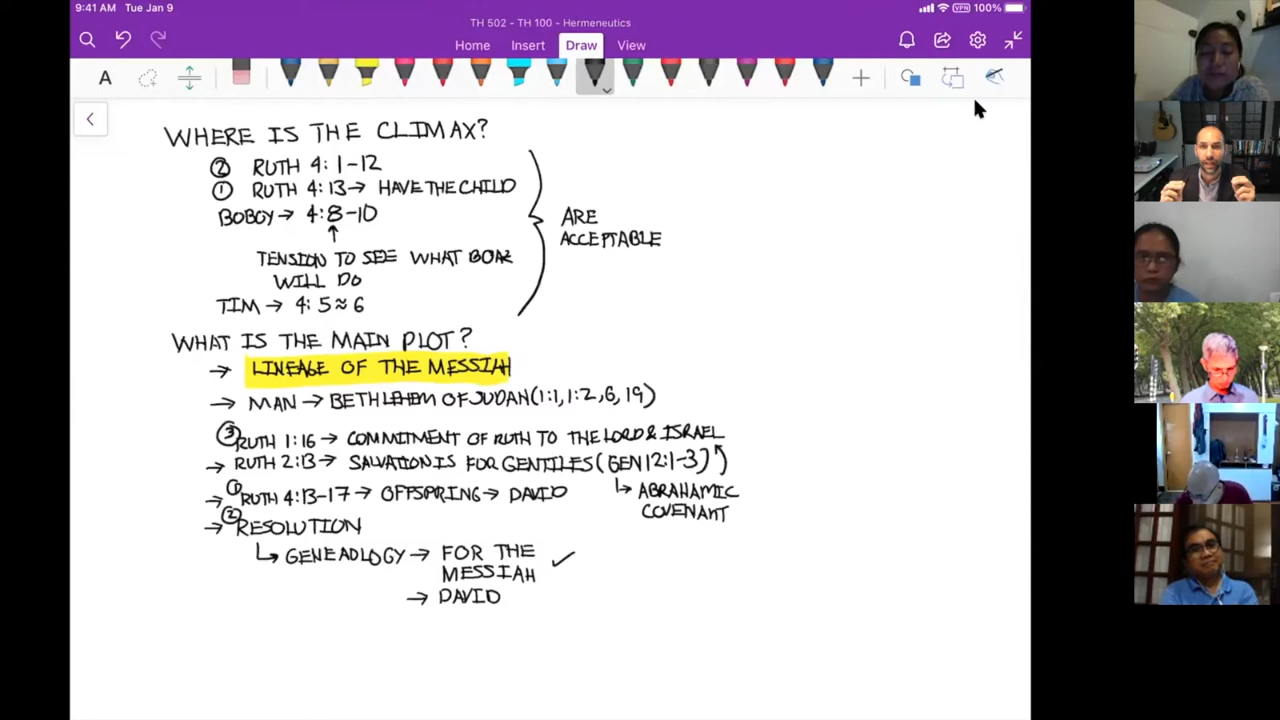 9:41 AM Tue Jan 9
VPN 100%
TH 502 - TH 100 - Hermeneutics
Home Insert Draw View
A
WHERE IS THE CLIMAX?
② RUTH 4: 1-12
① RUTH 4:13→ HAVE THE CHILD
BOBOY→ 4:8-10
↑
TENSION TO SEE WHAT BOAZ
WILL DO
TIM → 4: 5≈6
ARE
ACCEPTABLE
WHAT IS THE MAIN PLOT?
→ LINEAGE OF THE MESSIAH
→ MAN → BETHLEHEM OF JUDAH (1:1, 1:2, 6, 19)
③ RUTH 1:16 → COMMITMENT OF RUTH TO THE LORD & ISRAEL
→ RUTH 2:13→ SALVATION IS FOR GENTILES (GEN 12:1-3)
→ ① RUTH 4:13-17→ OFFSPRING→ DAVID
↳ ABRAHAMIC
COVENANT
→ ② RESOLUTION
↳ GENEADLOGY → FOR THE
MESSIAH ✓
→ DAVID